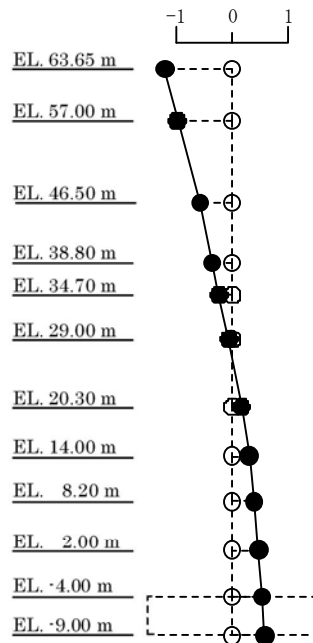 -1 0 1
EL. 63.65 m
EL. 57.00 m
EL. 46.50 m
EL. 38.80 m
EL. 34.70 m
EL. 29.00 m
EL. 20.30 m
EL. 14.00 m
EL. 8.20 m
EL. 2.00 m
EL. -4.00 m
EL. -9.00 m